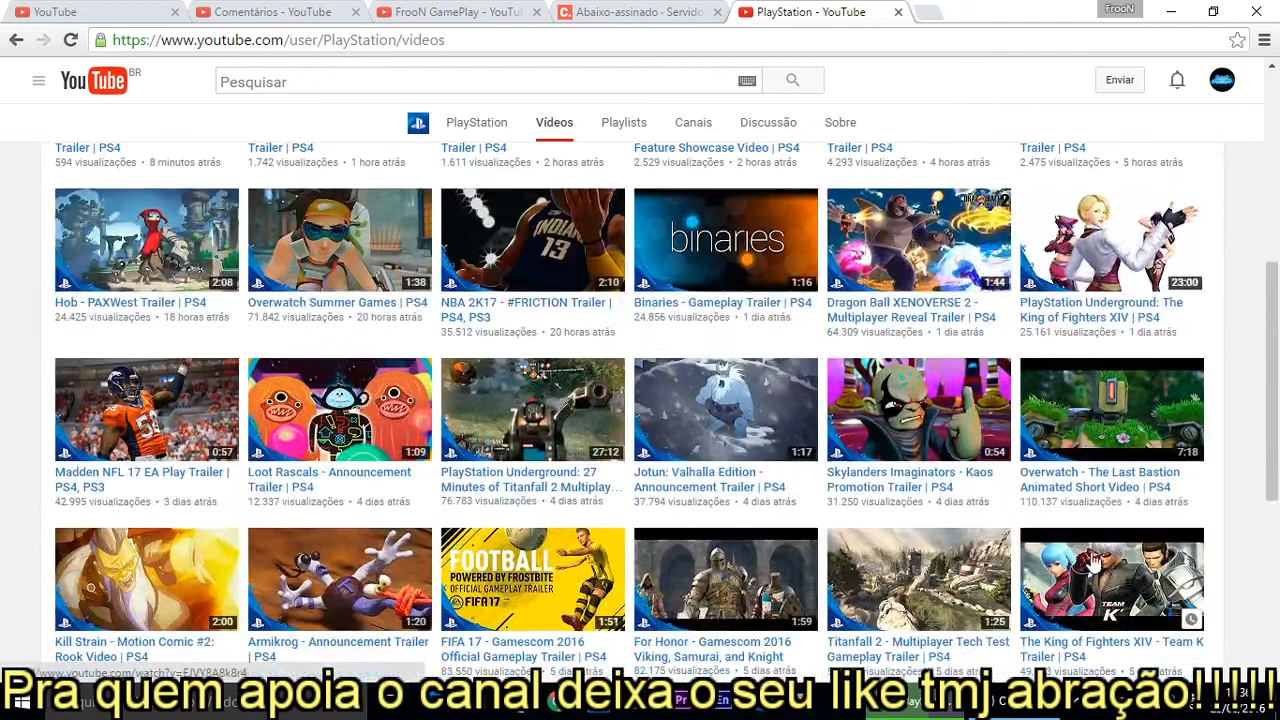 YouTube
Comentários - YouTube
FrooN GamePlay - YouTu
Abaixo-assinado · Servido
PlayStation - YouTube
FrooN
https://www.youtube.com/user/PlayStation/videos
YouTube BR
Pesquisar
Enviar
PlayStation
Vídeos
Playlists
Canais
Discussão
Sobre
Trailer | PS4
Trailer | PS4
Trailer | PS4
Feature Showcase Video | PS4
Trailer | PS4
Trailer | PS4
594 visualizações • 8 minutos atrás
1.742 visualizações • 1 hora atrás
1.611 visualizações • 2 horas atrás
2.529 visualizações • 2 horas atrás
4.293 visualizações • 4 horas atrás
2.475 visualizações • 5 horas atrás
INDIANA
13
binaries
2:08
1:38
2:10
1:16
1:44
23:00
Hob - PAXWest Trailer | PS4
24.425 visualizações • 18 horas atrás
Overwatch Summer Games | PS4
71.842 visualizações • 20 horas atrás
NBA 2K17 - #FRICTION Trailer |
PS4, PS3
35.512 visualizações • 20 horas atrás
Binaries - Gameplay Trailer | PS4
24.856 visualizações • 1 dia atrás
Dragon Ball XENOVERSE 2 -
Multiplayer Reveal Trailer | PS4
64.309 visualizações • 1 dia atrás
PlayStation Underground: The
King of Fighters XIV | PS4
25.161 visualizações • 1 dia atrás
0:57
1:09
27:12
1:17
0:54
7:18
Madden NFL 17 EA Play Trailer |
PS4, PS3
42.995 visualizações • 3 dias atrás
Loot Rascals - Announcement
Trailer | PS4
12.337 visualizações • 4 dias atrás
PlayStation Underground: 27
Minutes of Titanfall 2 Multiplay...
76.783 visualizações • 4 dias atrás
Jotun: Valhalla Edition -
Announcement Trailer | PS4
37.794 visualizações • 4 dias atrás
Skylanders Imaginators - Kaos
Promotion Trailer | PS4
31.250 visualizações • 4 dias atrás
Overwatch - The Last Bastion
Animated Short Video | PS4
110.137 visualizações • 4 dias atrás
FOOTBALL
POWERED BY FROSTBITE
OFFICIAL GAMEPLAY TRAILER
FIFA 17
TEAM
K'
2:00
1:20
1:51
1:59
1:25
Kill Strain - Motion Comic #2:
Rook Video | PS4
Armikrog - Announcement Trailer
| PS4
FIFA 17 - Gamescom 2016
Official Gameplay Trailer | PS4
83.550 visualizações • 4 dias atrás
For Honor - Gamescom 2016
Viking, Samurai, and Knight
82.175 visualizações
Titanfall 2 - Multiplayer Tech Test
Gameplay Trailer | PS4
The King of Fighters XIV - Team K
Trailer | PS4
Pra quem apoia o canal deixa o seu like tmj abração!!!!!